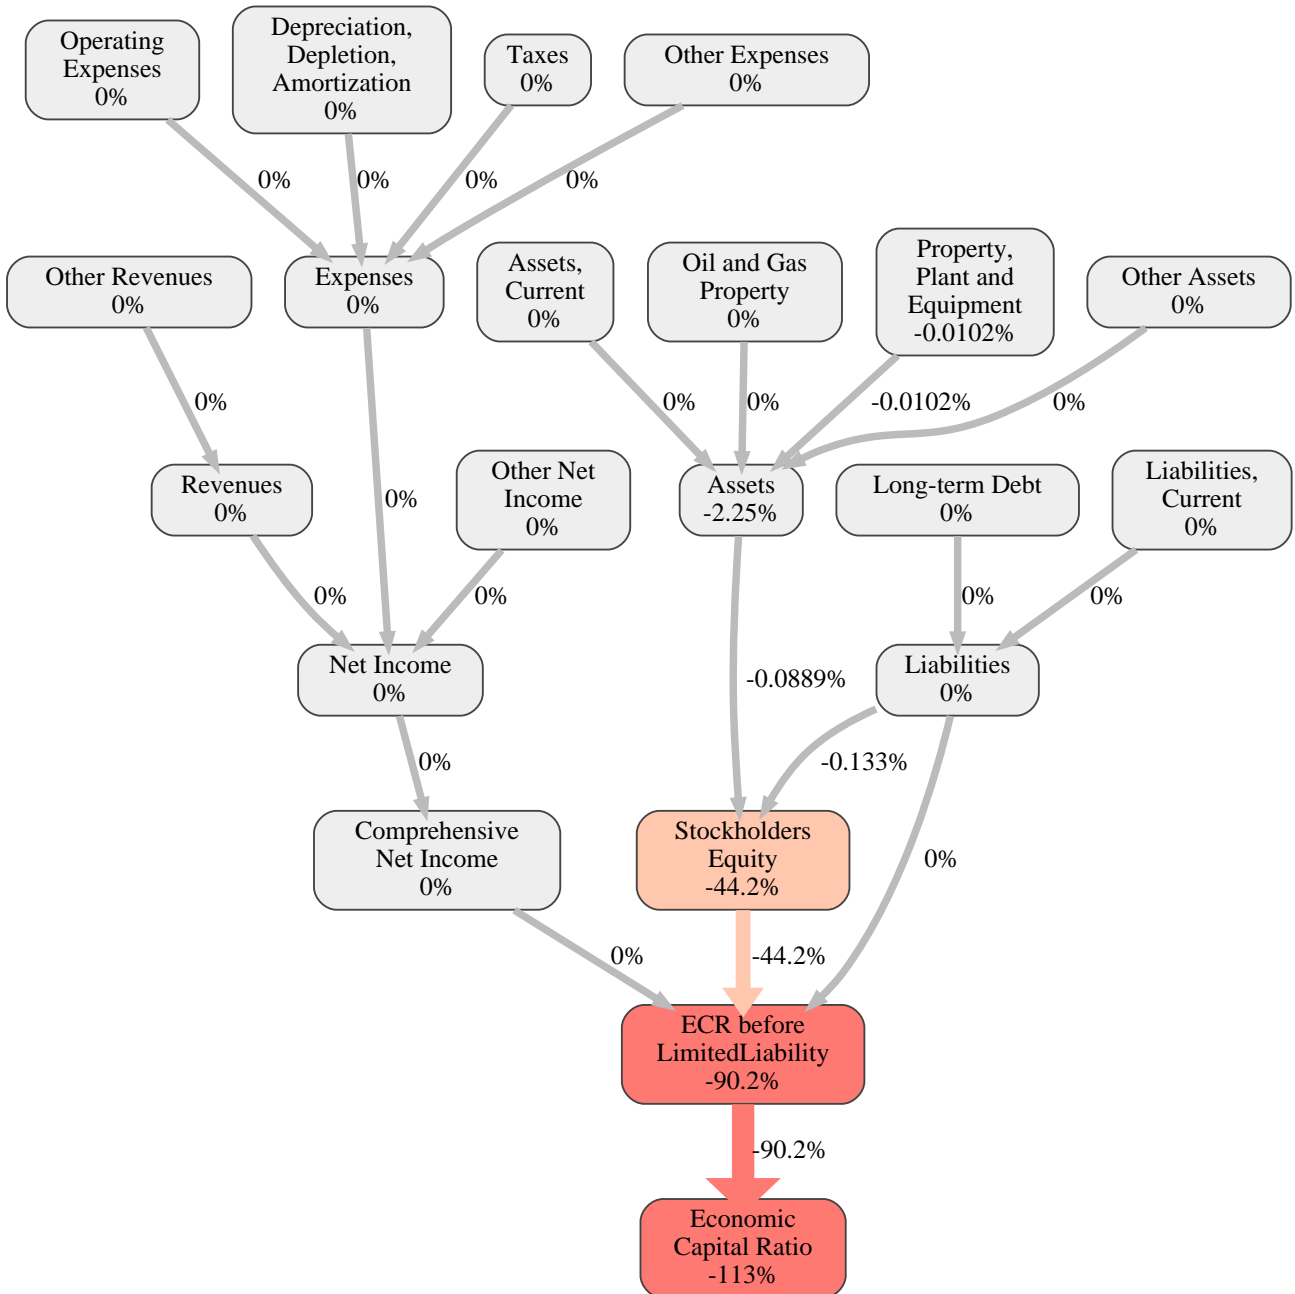 Operating
Expenses
0%
Depreciation,
Depletion,
Amortization
0%
Taxes
0%
Other Expenses
0%
0%
0%
0%
0%
Other Revenues
0%
Expenses
0%
Assets,
Current
0%
Oil and Gas
Property
0%
Property,
Plant and
Equipment
-0.0102%
Other Assets
0%
0%
0%
0%
-0.0102%
0%
Revenues
0%
0%
Other Net
Income
0%
Assets
-2.25%
Long-term Debt
0%
Liabilities,
Current
0%
0%
0%
0%
0%
Net Income
0%
-0.0889%
Liabilities
0%
0%
-0.133%
Comprehensive
Net Income
0%
Stockholders
Equity
-44.2%
0%
0%
-44.2%
ECR before
LimitedLiability
-90.2%
-90.2%
Economic
Capital Ratio
-113%